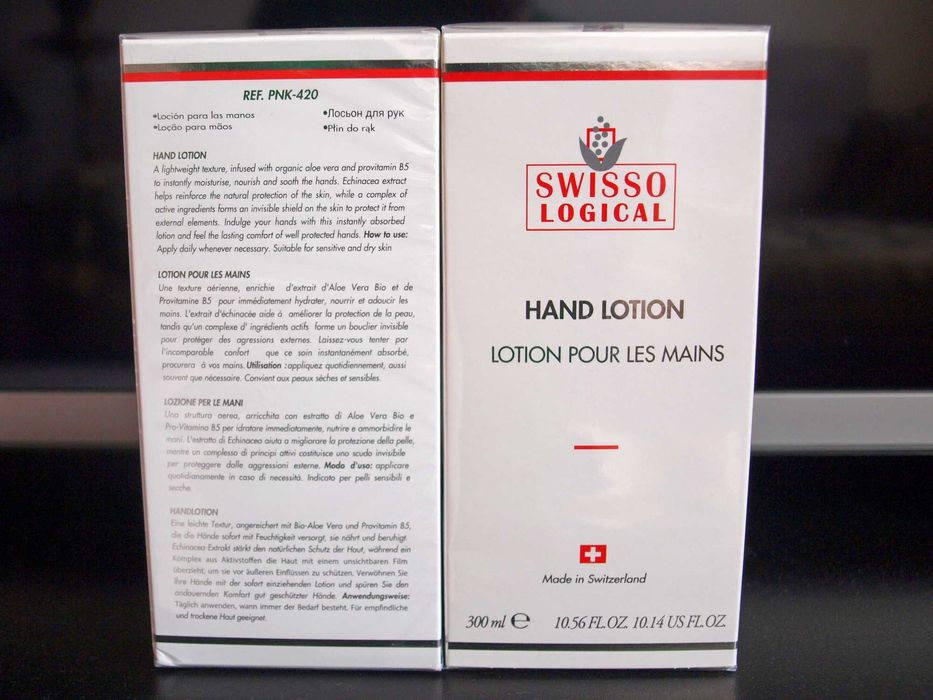 REF. PNK-420
•Loción para las manos
•Loção para mãos
•Лосьон для рук
•Płin do rąk
HAND LOTION
A lightweight texture, infused with organic aloe vera and provitamin B5
to instantly moisturise, nourish and sooth the hands. Echinacea extract
helps reinforce the natural protection of the skin, while a complex of
active ingredients forms an invisible shield on the skin to protect it from
external elements. Indulge your hands with this instantly absorbed
lotion and feel the lasting comfort of well protected hands. How to use:
Apply daily whenever necessary. Suitable for sensitive and dry skin
LOTION POUR LES MAINS
Une texture aérienne, enrichie d'extrait d'Aloe Vera Bio et de
Provitamine B5 pour immédiatement hydrater, nourrir et adoucir les
mains. L'extrait d'échinacée aide à améliorer la protection de la peau,
tandis qu'un complexe d' ingrédients actifs forme un bouclier invisible
pour protéger des agressions externes. Laissez-vous tenter par
l'incomparable confort que ce soin instantanément absorbé,
procurera à vos mains. Utilisation :appliquez quotidiennement, aussi
souvent que nécessaire. Convient aux peaux sèches et sensibles.
LOZIONE PER LE MANI
Una struttura aerea, arricchita con estratto di Aloe Vera Bio e
Pro-Vitamina B5 per idratare immediatamente, nutrire e ammorbidire le
mani. L'estratto di Echinacea aiuta a migliorare la protezione della pelle,
mentre un complesso di principi attivi costituisce uno scudo invisibile
per proteggere dalle aggressioni esterne. Modo d'uso: applicare
quotidianamente in caso di necessità. Indicato per pelli sensibili e
secche.
HANDLOTION
Eine leichte Textur, angereichert mit Bio-Aloe Vera und Provitamin B5,
die die Hände sofort mit Feuchtigkeit versorgt, sie nährt und beruhigt.
Echinacea-Extrakt stärkt den natürlichen Schutz der Haut, während ein
Komplex aus Aktivstoffen die Haut mit einem unsichtbaren Film
überzieht, um sie vor äußeren Einflüssen zu schützen. Verwöhnen Sie
Ihre Hände mit der sofort einziehenden Lotion und spüren Sie den
andauernden Komfort gut geschützter Hände. Anwendungsweise:
Täglich anwenden, wann immer der Bedarf besteht. Für empfindliche
und trockene Haut geeignet.
SWISSO
LOGICAL
HAND LOTION
LOTION POUR LES MAINS
Made in Switzerland
300 ml ℮ 10.56 FL.OZ. 10.14 US FL.OZ.